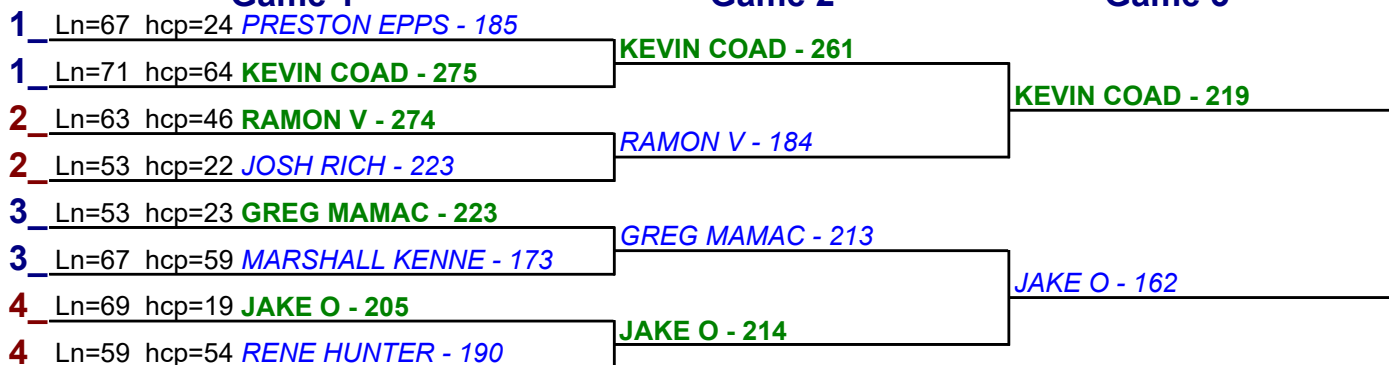 1_ Ln=67 hcp=24 PRESTON EPPS - 185
KEVIN COAD - 261
1_ Ln=71 hcp=64 KEVIN COAD - 275
KEVIN COAD - 219
2_ Ln=63 hcp=46 RAMON V - 274
RAMON V - 184
2_ Ln=53 hcp=22 JOSH RICH - 223
3_ Ln=53 hcp=23 GREG MAMAC - 223
GREG MAMAC - 213
3_ Ln=67 hcp=59 MARSHALL KENNE - 173
JAKE O - 162
4_ Ln=69 hcp=19 JAKE O - 205
JAKE O - 214
4 Ln=59 hcp=54 RENE HUNTER - 190